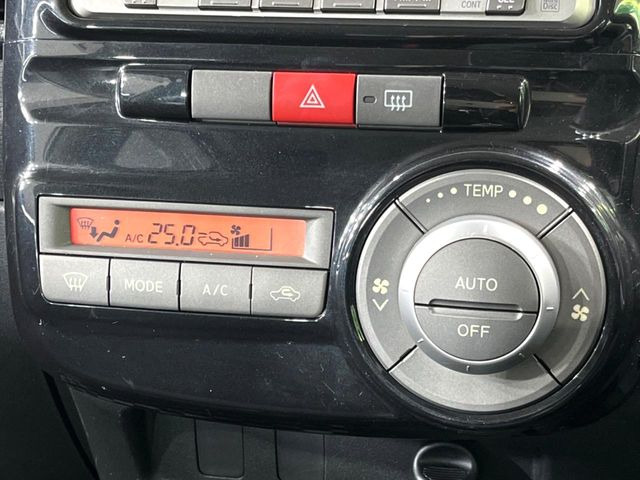 CONT
TEMP
A/C 25.0
AUTO
MODE
A/C
OFF